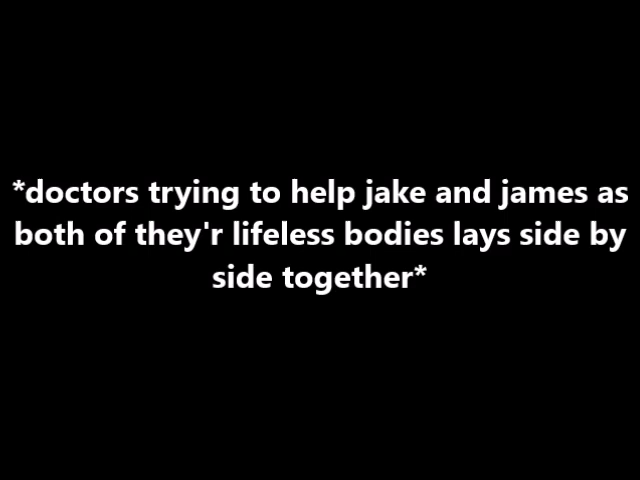 *doctors trying to help jake and james as
both of they'r lifeless bodies lays side by
side together*